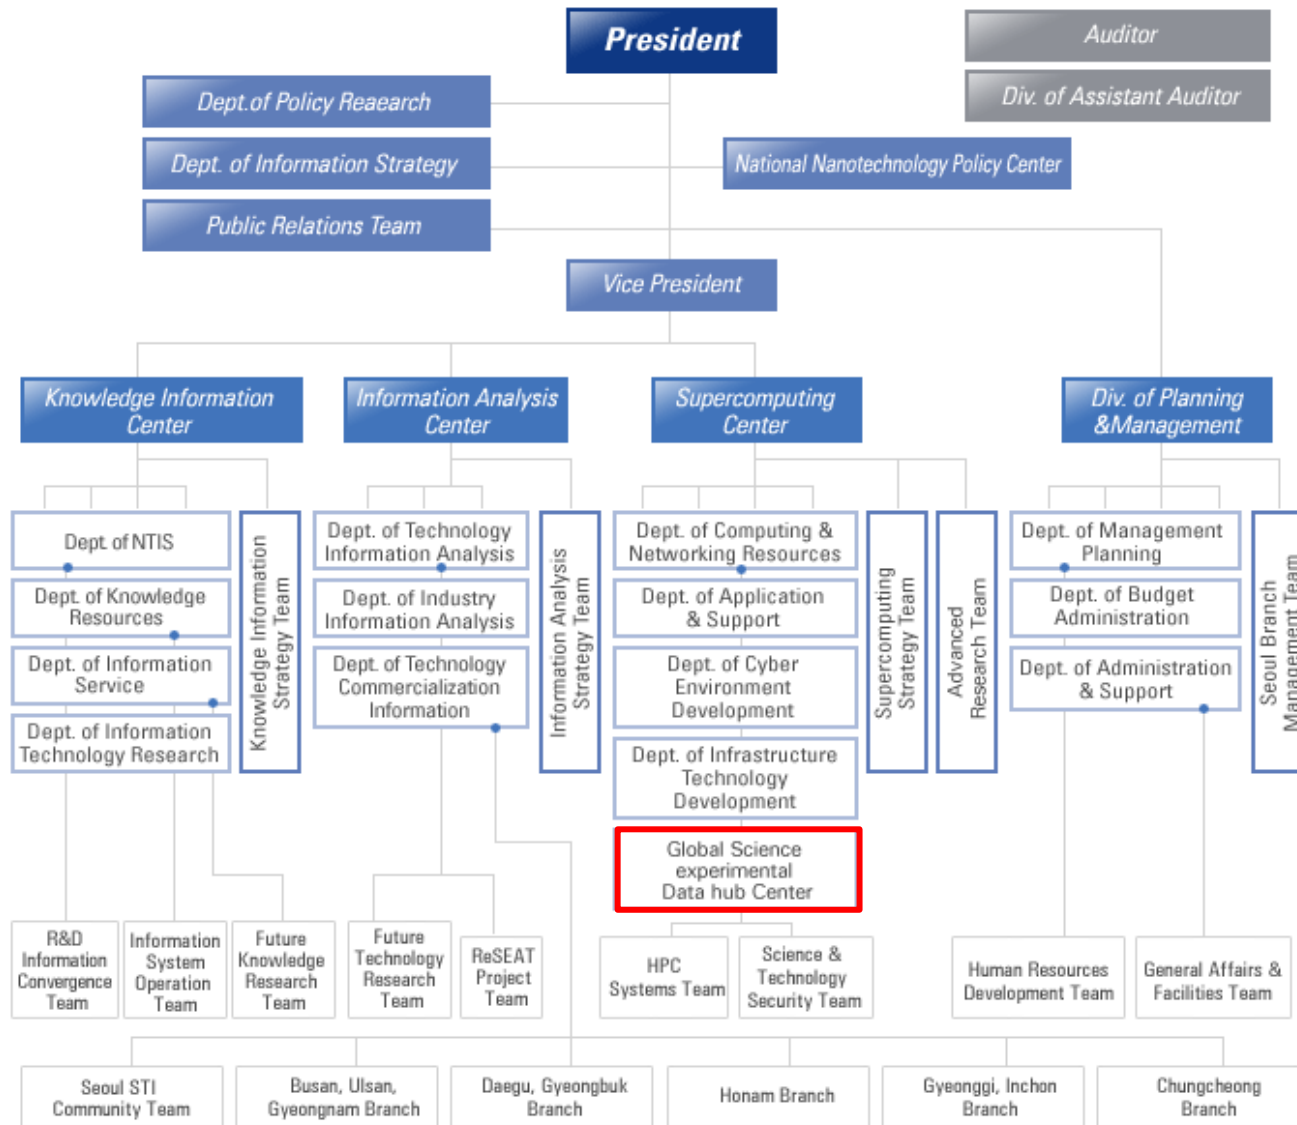 President
Auditor
Div. of Assistant Auditor
Dept.of Policy Reaearch
Dept. of Information Strategy
National Nanotechnology Policy Center
Public Relations Team
Vice President
Knowledge Information
Center
Information Analysis
Center
Supercomputing
Center
Div. of Planning
&Management
Dept. of NTIS
Dept. of Knowledge
Resources
Dept. of Information
Service
Dept. of Information
Technology Research
Knowledge Information
Strategy Team
Dept. of Technology
Information Analysis
Dept. of Industry
Information Analysis
Dept. of Technology
Commercialization
Information
Information Analysis
Strategy Team
Dept. of Computing &
Networking Resources
Dept. of Application
& Support
Dept. of Cyber
Environment
Development
Dept. of Infrastructure
Technology
Development
Global Science
experimental
Data hub Center
Supercomputing
Strategy Team
Advanced
Research Team
Dept. of Management
Planning
Dept. of Budget
Administration
Dept. of Administration
& Support
Seoul Branch
Management Team
R&D
Information
Convergence
Team
Information
System
Operation
Team
Future
Knowledge
Research
Team
Future
Technology
Research
Team
ReSEAT
Project
Team
HPC
Systems Team
Science &
Technology
Security Team
Human Resources
Development Team
General Affairs &
Facilities Team
Seoul STI
Community Team
Busan, Ulsan,
Gyeongnam Branch
Daegu, Gyeongbuk
Branch
Honam Branch
Gyeonggi, Inchon
Branch
Chungcheong
Branch